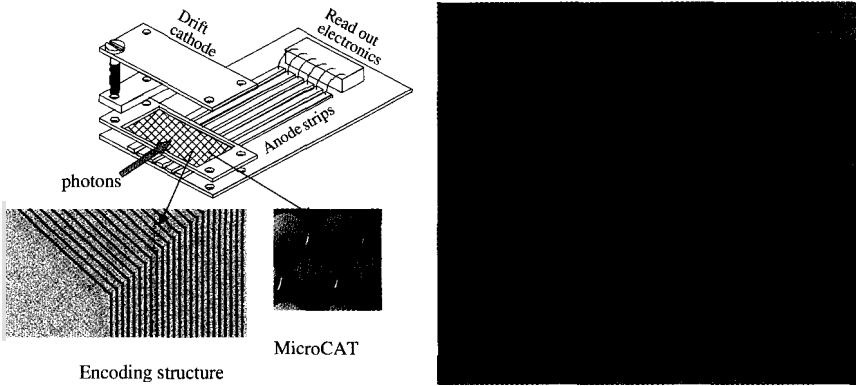 Drift
cathode
Read out
electronics
Anode strips
photons
MicroCAT
Encoding structure